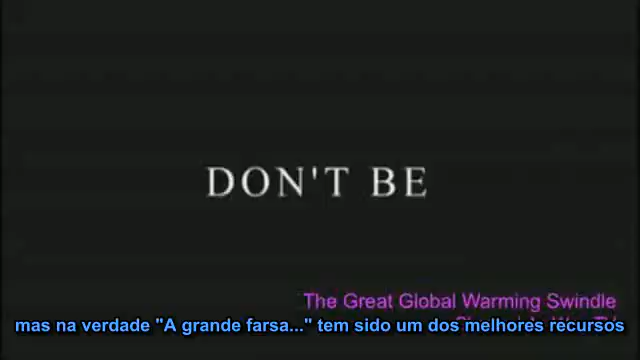 DON'T BE
The Great Global Warming Swindle
mas na verdade "A grande farsa..." tem sido um dos melhores recursos